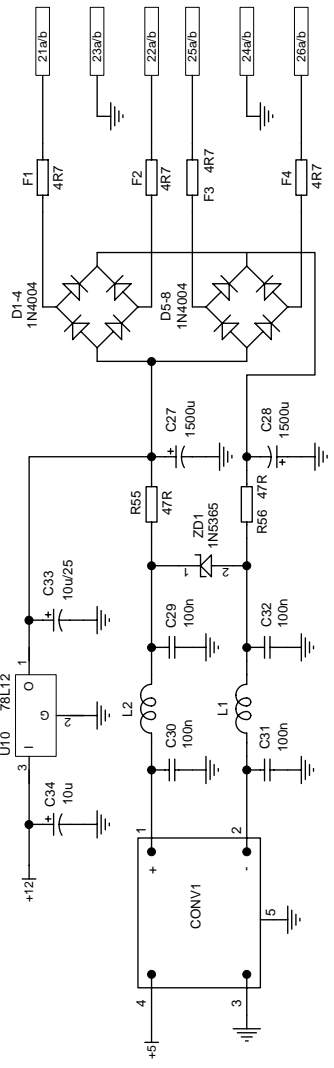 21a/b
23a/b
22a/b
25a/b
24a/b
26a/b
F1
4R7
F2
4R7
4R7
F3
F4
4R7
D1-4
1N4004
D5-8
1N4004
C27
1500u
+
C28
1500u
+
R55
47R
47R
R56
ZD1
1N5365
1
2
C33
10u/25
+
C29
100n
C32
100n
U10
78L12
1
O
G
2
I
3
L2
L1
C30
100n
C31
100n
C34
10u
+
+12
1
2
+
-
CONV1
5
4
3
+5